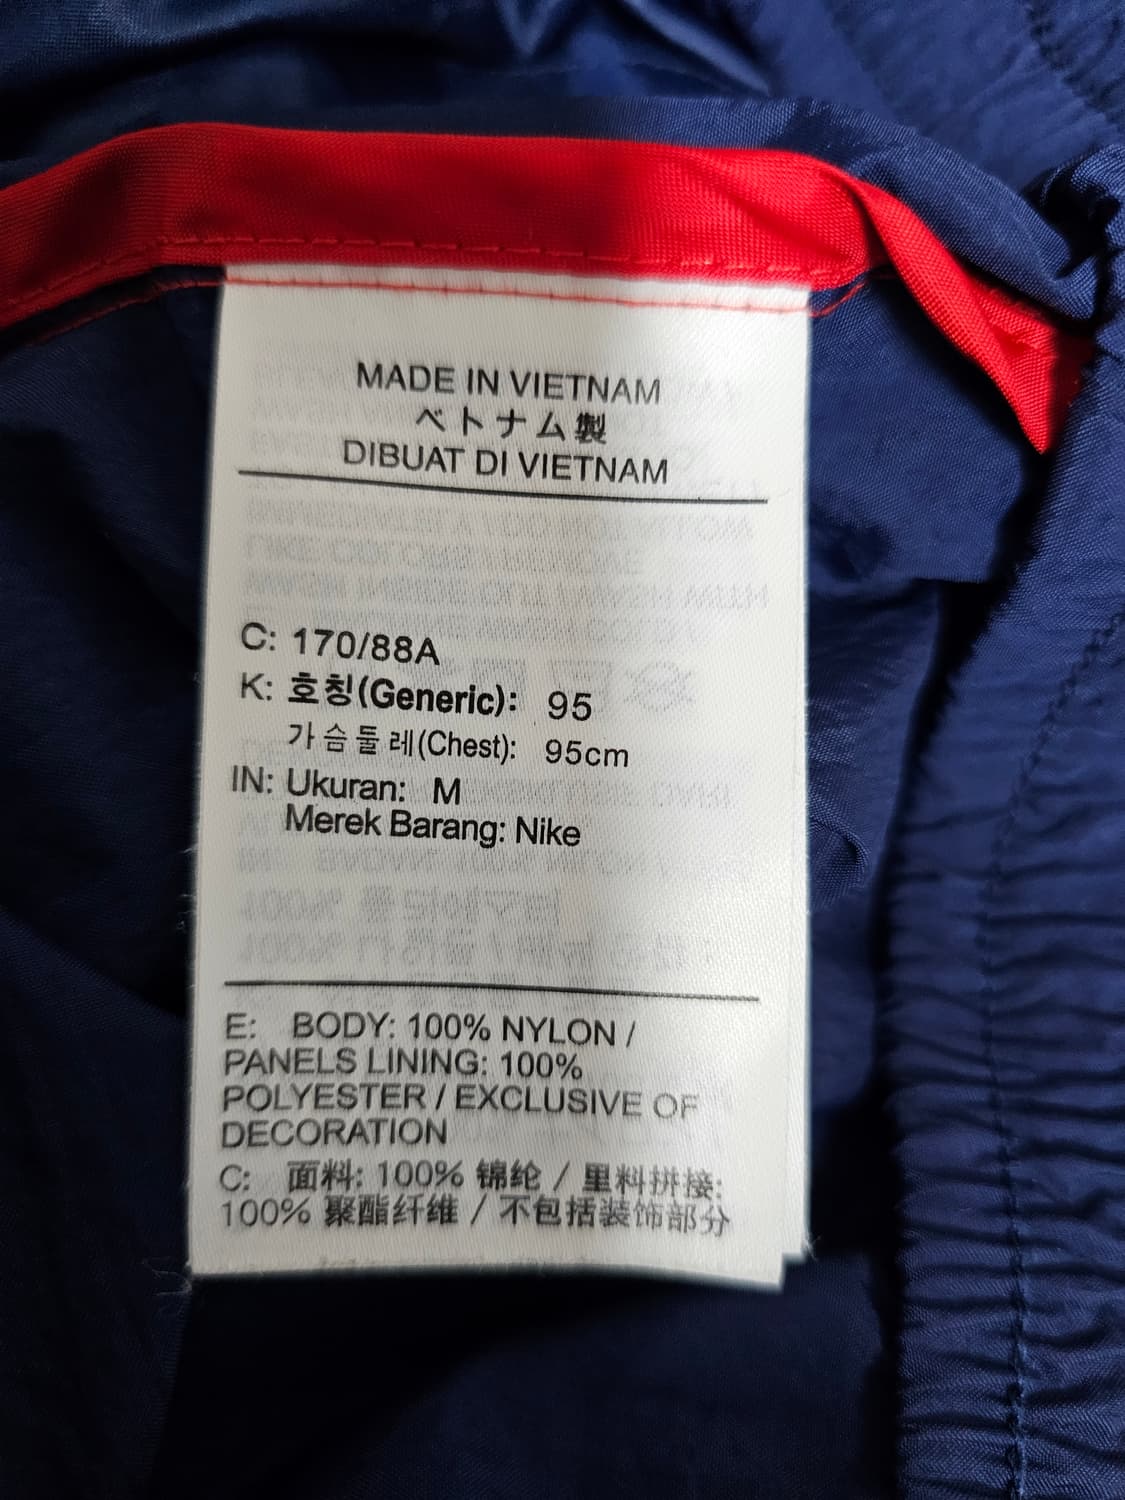 MADE IN VIETNAM
ベトナム製
DIBUAT DI VIETNAM
C: 170/88A
K: 호칭(Generic): 95
가슴둘레(Chest): 95cm
IN: Ukuran: M
Merek Barang: Nike
E: BODY: 100% NYLON /
PANELS LINING: 100%
POLYESTER / EXCLUSIVE OF
DECORATION
C: 面料: 100% 锦纶 / 里料拼接:
100% 聚酯纤维 / 不包括装饰部分